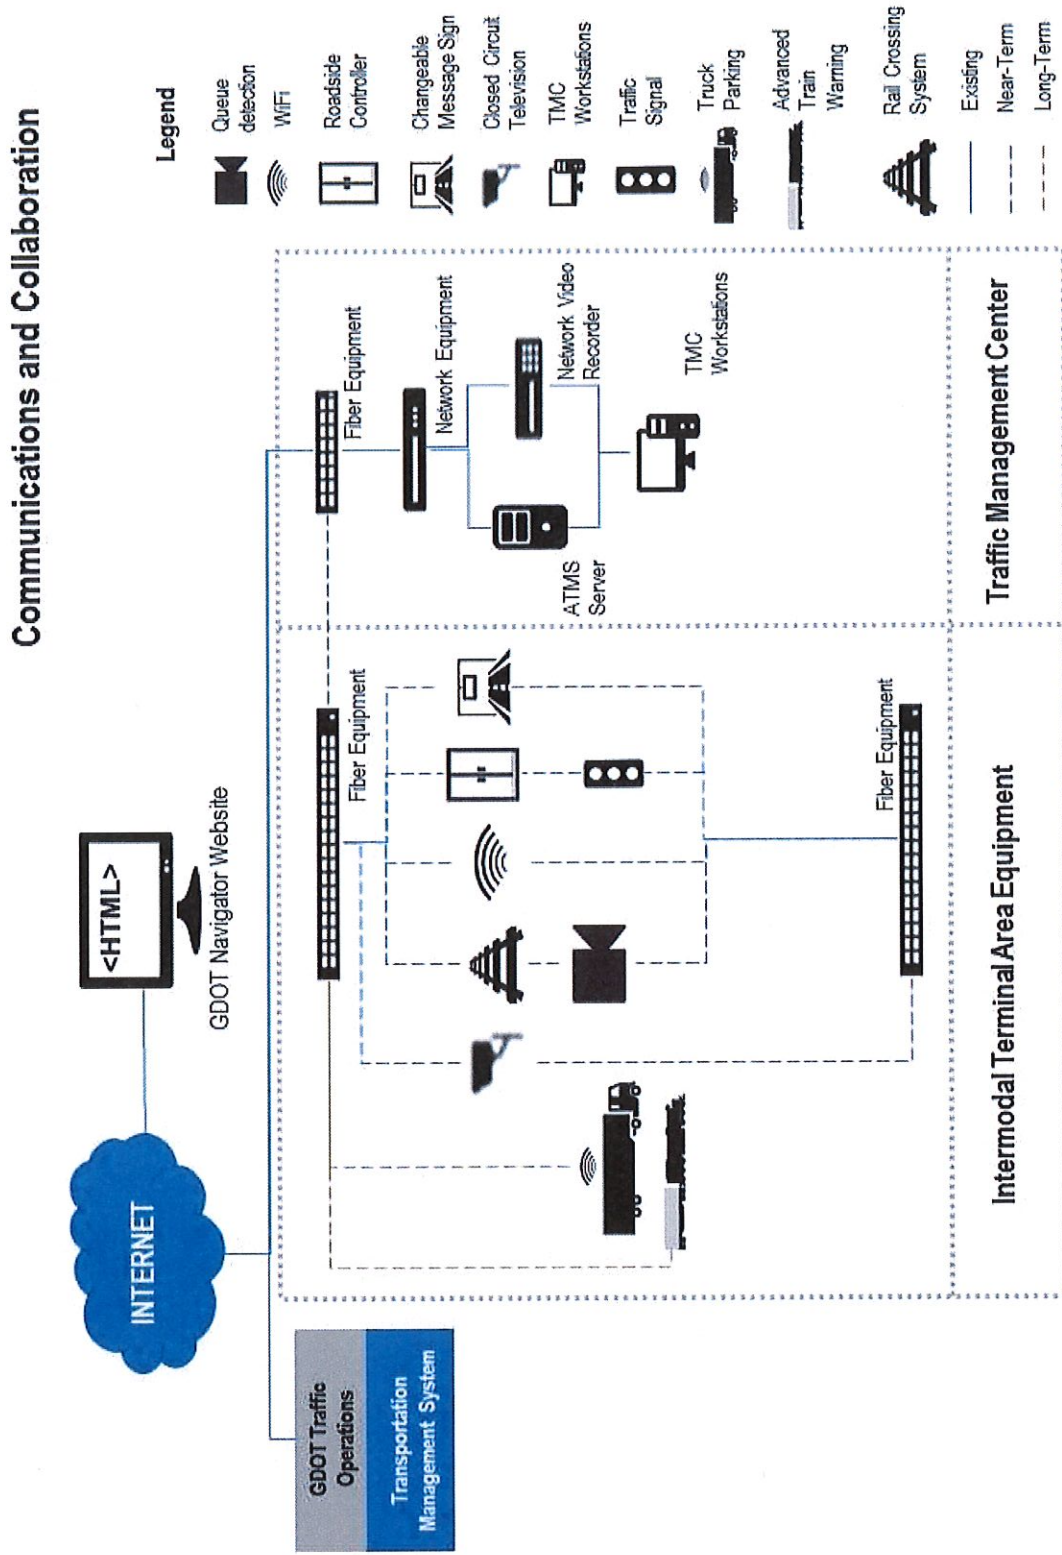 Communications and Collaboration
<HTML>
GDOT Navigator Website
INTERNET
GDOT Traffic
Operations
Transportation
Management System
Fiber Equipment
Fiber Equipment
Intermodal Terminal Area Equipment
Fiber Equipment
Network Equipment
ATMS
Server
Network Video
Recorder
TMC
Workstations
Traffic Management Center
Legend
Queue
detection
WiFi
Roadside
Controller
Changeable
Message Sign
Closed Circuit
Television
TMC
Workstations
Traffic
Signal
Truck
Parking
Advanced
Train
Warning
Rail Crossing
System
Existing
Near-Term
Long-Term